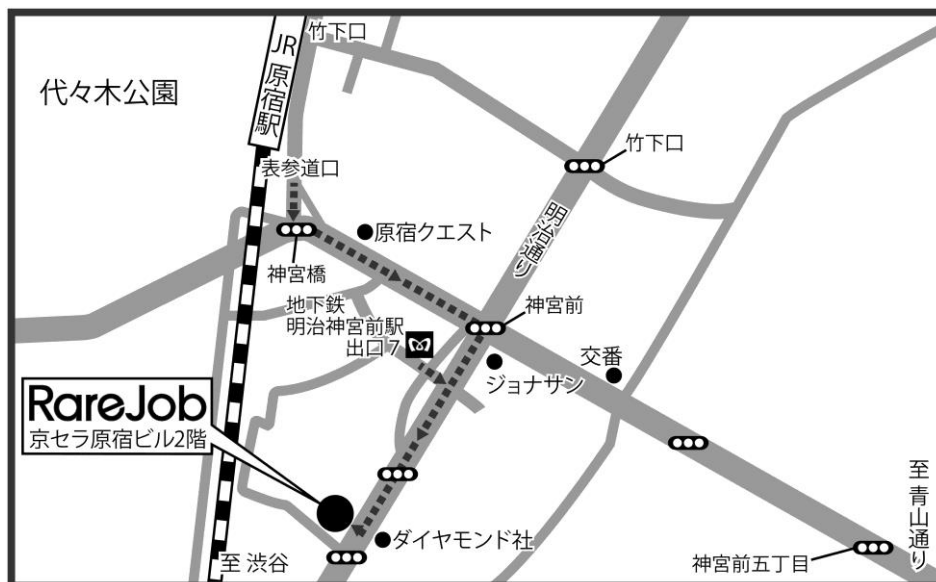 竹下口
JR 原宿駅
代々木公園
竹下口
表参道口
明治通り
原宿クエスト
神宮橋
地下鉄
明治神宮前駅
出口7
神宮前
ジョナサン
交番
RareJob
京セラ原宿ビル2階
至 青山通り
ダイヤモンド社
至 渋谷
神宮前五丁目